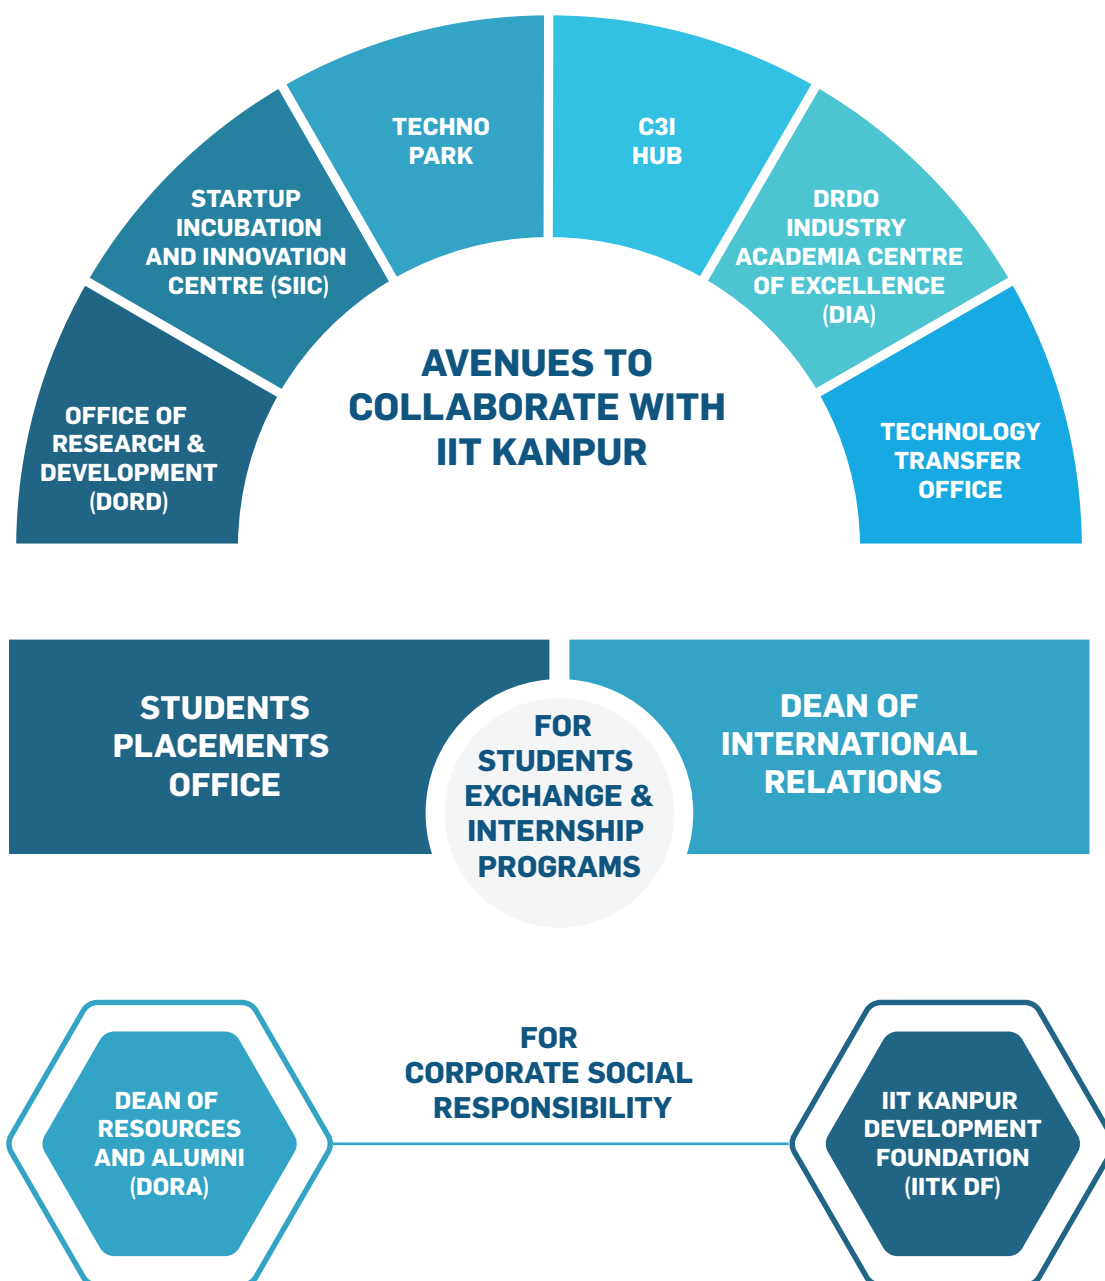 TECHNO
PARK
C3I
HUB
STARTUP
INCUBATION
AND INNOVATION
CENTRE (SIIC)
DRDO
INDUSTRY
ACADEMIA CENTRE
OF EXCELLENCE
(DIA)
OFFICE OF
RESEARCH &
DEVELOPMENT
(DORD)
AVENUES TO
COLLABORATE WITH
IIT KANPUR
TECHNOLOGY
TRANSFER
OFFICE
STUDENTS
PLACEMENTS
OFFICE
FOR
STUDENTS
EXCHANGE &
INTERNSHIP
PROGRAMS
DEAN OF
INTERNATIONAL
RELATIONS
DEAN OF
RESOURCES
AND ALUMNI
(DORA)
FOR
CORPORATE SOCIAL
RESPONSIBILITY
IIT KANPUR
DEVELOPMENT
FOUNDATION
(IITK DF)